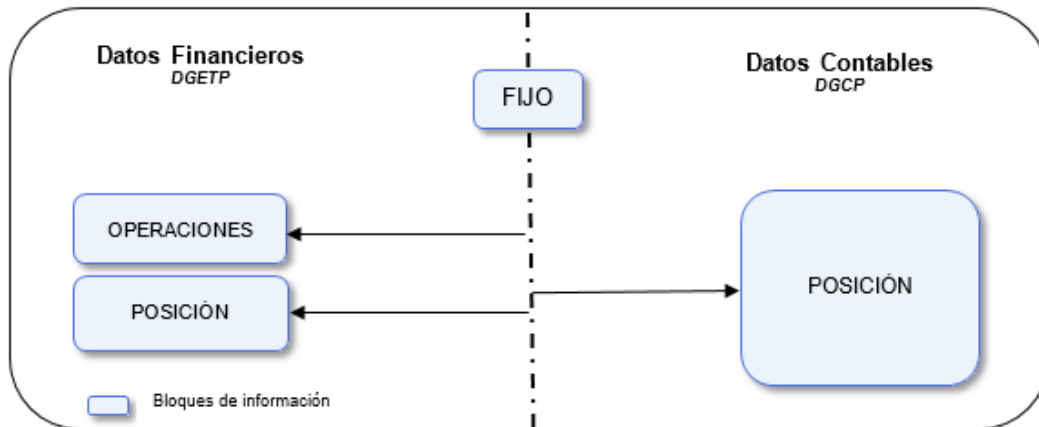 Datos Financieros
DGETP
FIJO
Datos Contables
DGCP
OPERACIONES
POSICIÓN
POSICIÓN
Bloques de información